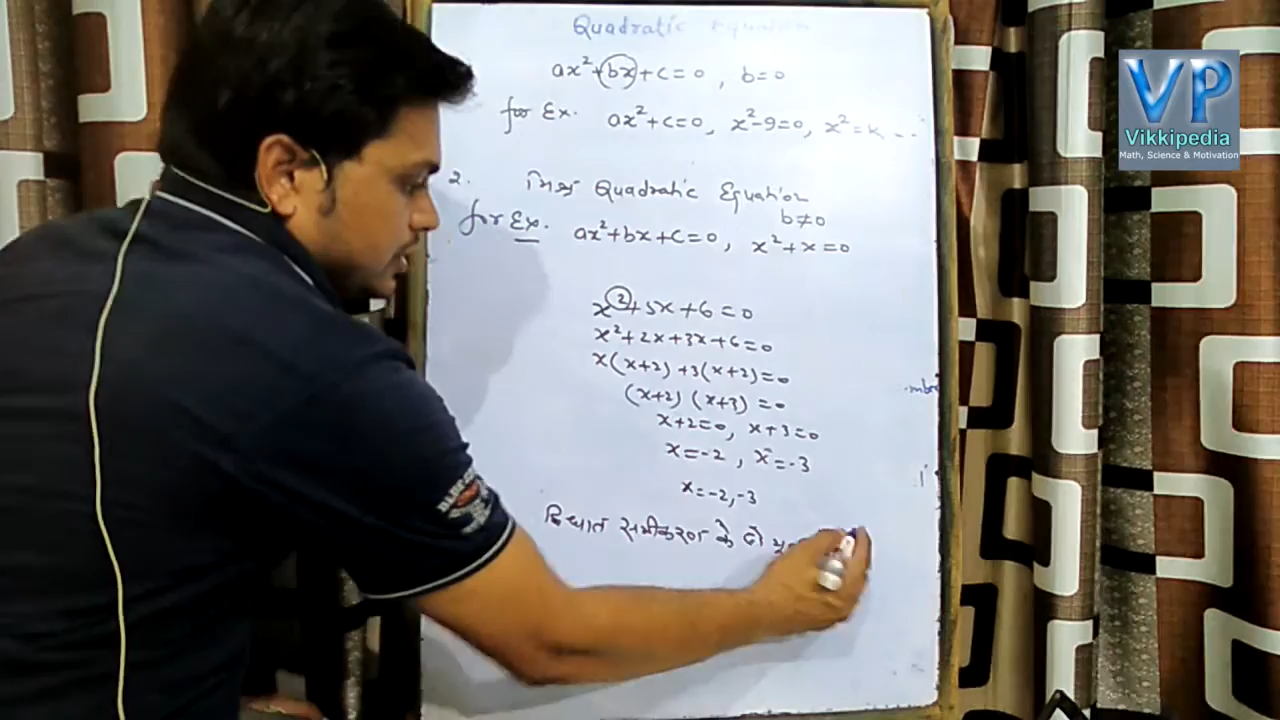 Quadratic Equation
ax²+bx+c=0, b=0
for Ex. ax²+c=0, x²-9=0, x²=k --
2. मिश्र Quadratic Equation
b≠0
for Ex. ax²+bx+c=0, x²+x=0
x²+5x+6=0
x²+2x+3x+6=0
x(x+2)+3(x+2)=0
(x+2)(x+3)=0
x+2=0, x+3=0
x=-2, x=-3
x=-2,-3
द्विघात समीकरण के दो
VP
Vikkipedia
Math, Science & Motivation